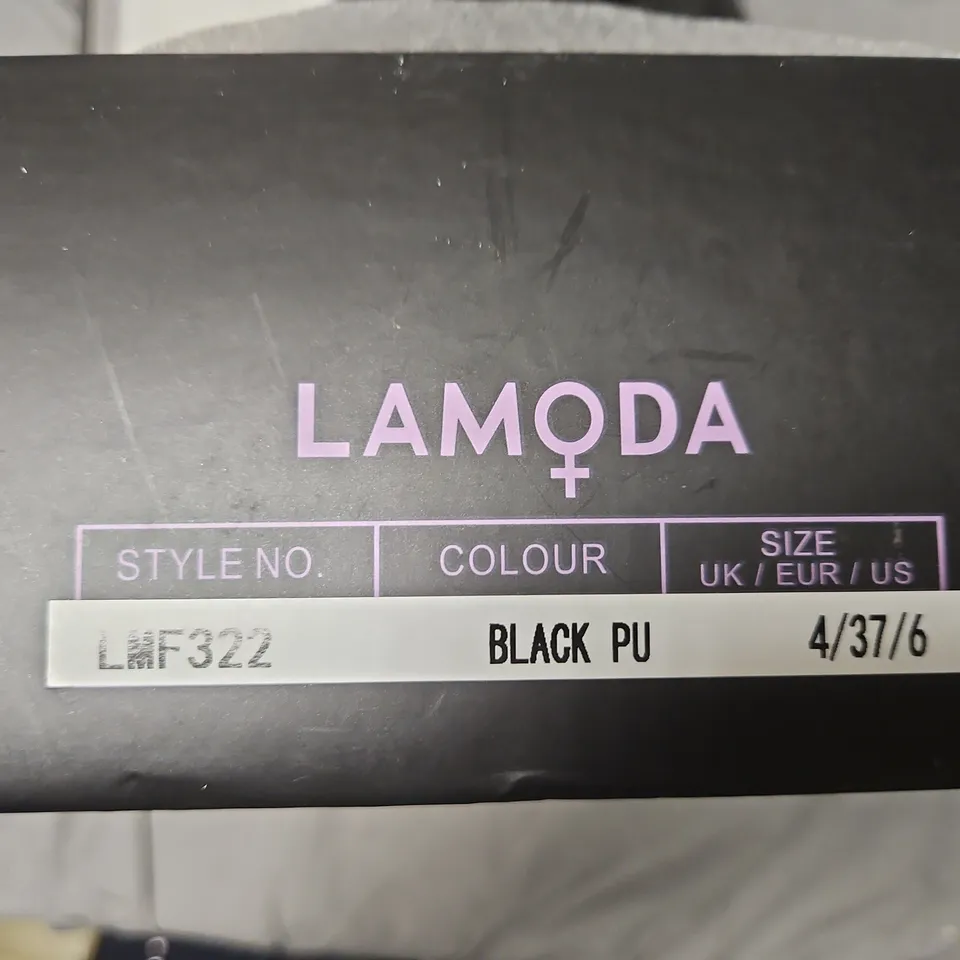 LAMODA
STYLE NO. COLOUR SIZE
UK / EUR / US
LMF322 BLACK PU 4/37/6